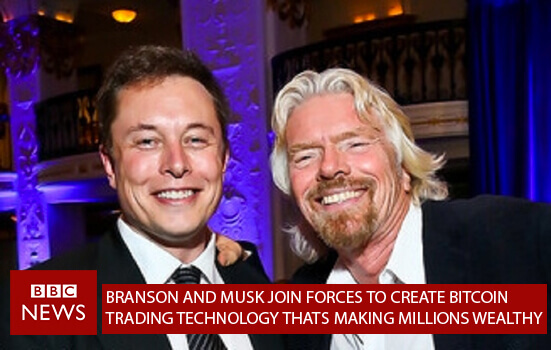 BBC
NEWS
BRANSON AND MUSK JOIN FORCES TO CREATE BITCOIN
TRADING TECHNOLOGY THATS MAKING MILLIONS WEALTHY